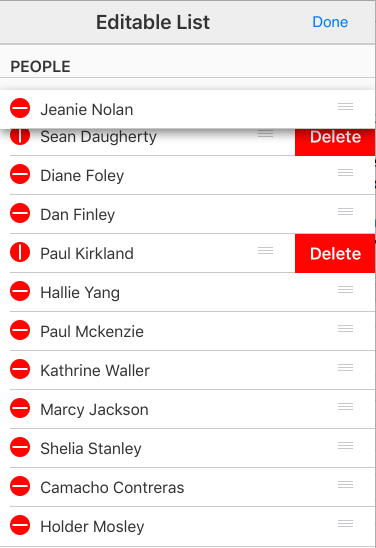 Editable List Done
PEOPLE
Jeanie Nolan
Sean Daugherty Delete
Diane Foley
Dan Finley
Paul Kirkland Delete
Hallie Yang
Paul Mckenzie
Kathrine Waller
Marcy Jackson
Shelia Stanley
Camacho Contreras
Holder Mosley